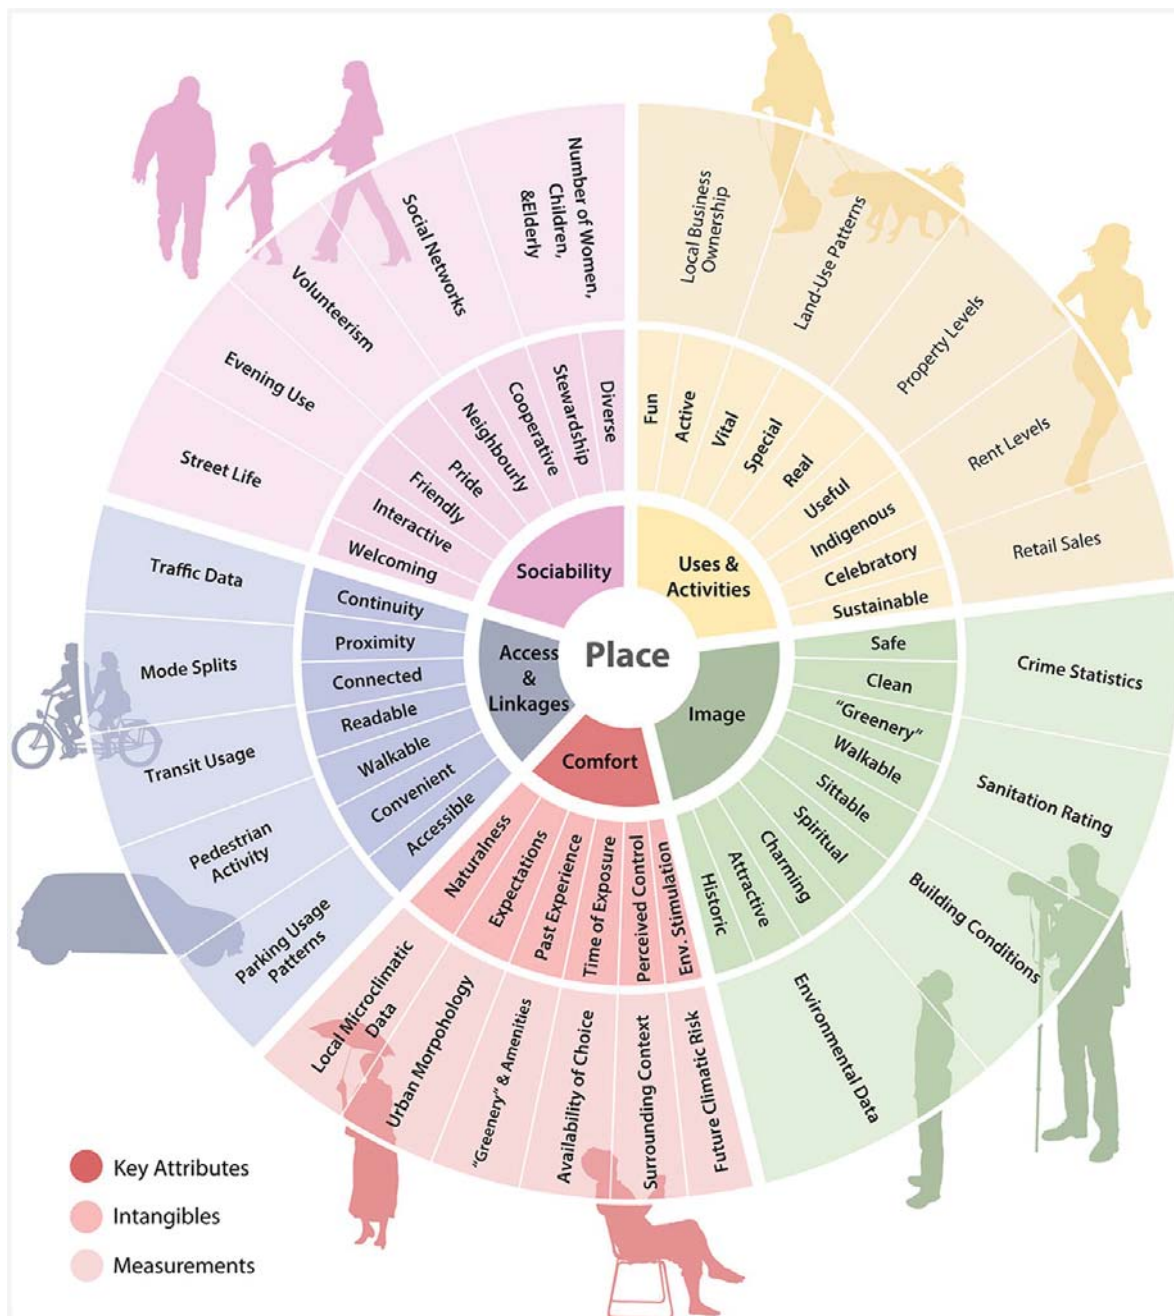 Place
Sociability
Uses &
Activities
Image
Comfort
Access
&
Linkages
Welcoming
Interactive
Friendly
Pride
Neighbourly
Cooperative
Stewardship
Diverse
Fun
Active
Vital
Special
Real
Useful
Indigenous
Celebratory
Sustainable
Safe
Clean
"Greenery"
Walkable
Sittable
Spiritual
Charming
Attractive
Historic
Env. Simulation
Perceived Control
Time of Exposure
Past Experience
Expectations
Naturalness
Accessible
Convenient
Walkable
Readable
Connected
Proximity
Continuity
Street Life
Evening Use
Volunteerism
Social Networks
Number of Women,
Children,
&Elderly
Local Business
Ownership
Land-Use Patterns
Property Levels
Rent Levels
Retail Sales
Crime Statistics
Sanitation Rating
Building Conditions
Environmental Data
Future Climatic Risk
Surrounding Context
Availability of Choice
"Greenery" & Amenities
Urban Morphology
Local Microclimatic
Data
Parking Usage
Patterns
Pedestrian
Activity
Transit Usage
Mode Splits
Traffic Data
Key Attributes
Intangibles
Measurements